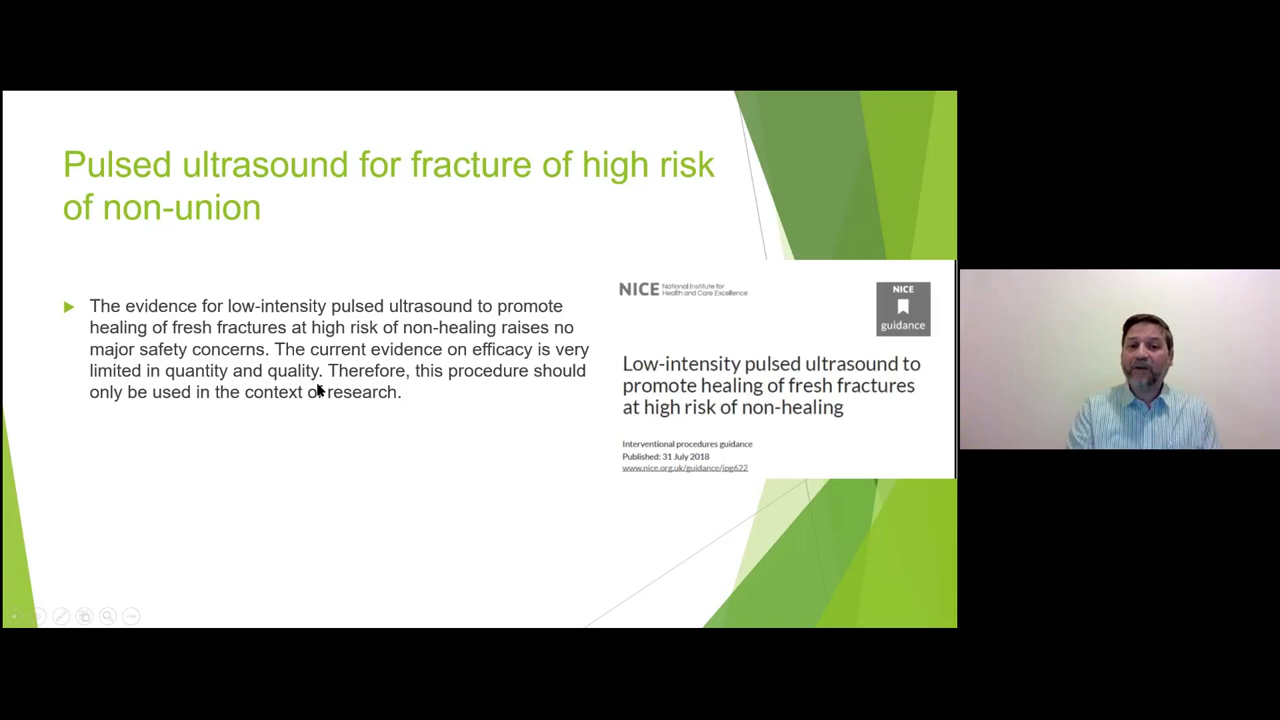 Pulsed ultrasound for fracture of high risk
of non-union
The evidence for low-intensity pulsed ultrasound to promote
healing of fresh fractures at high risk of non-healing raises no
major safety concerns. The current evidence on efficacy is very
limited in quantity and quality. Therefore, this procedure should
only be used in the context of research.
NICE National Institute for
Health and Care Excellence
NICE
guidance
Low-intensity pulsed ultrasound to
promote healing of fresh fractures
at high risk of non-healing
Interventional procedures guidance
Published: 31 July 2018
www.nice.org.uk/guidance/ipg622